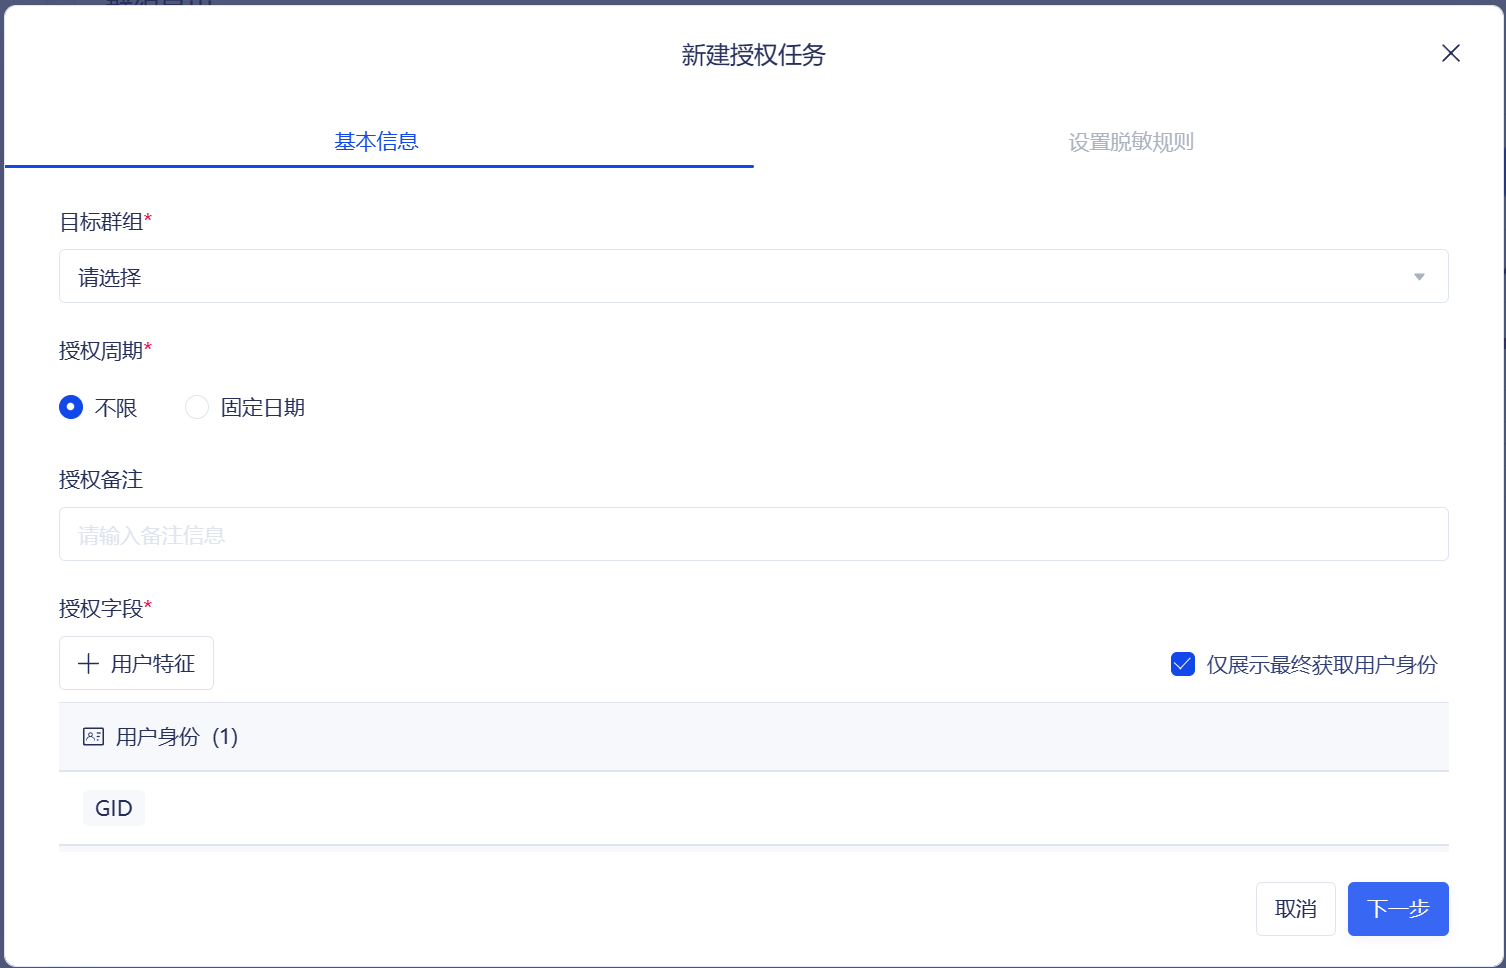 新建授权任务
基本信息
设置脱敏规则
目标群组*
请选择
授权周期*
不限
固定日期
授权备注
请输入备注信息
授权字段*
用户特征
仅展示最终获取用户身份
用户身份 (1)
GID
取消
下一步